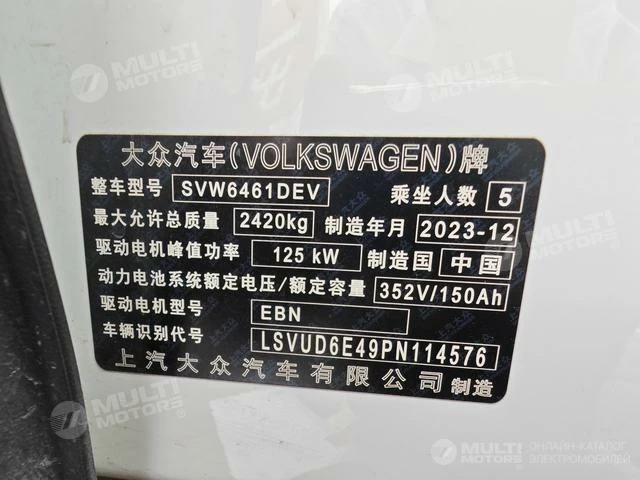 大众汽车(VOLKSWAGEN)牌
整车型号 SVW6461DEV 乘坐人数 5
最大允许总质量 2420kg 制造年月 2023-12
驱动电机峰值功率 125 kW 制造国 中国
动力电池系统额定电压/额定容量 352V/150Ah
驱动电机型号 EBN
车辆识别代号 LSVUD6E49PN114576
上汽大众汽车有限公司 制造
MULTI MOTORS
MULTI MOTORS
MULTI MOTORS
MULTI MOTORS
MULTI MOTORS ОНЛАЙН-КАТАЛОГ ЭЛЕКТРОМОБИЛЕЙ